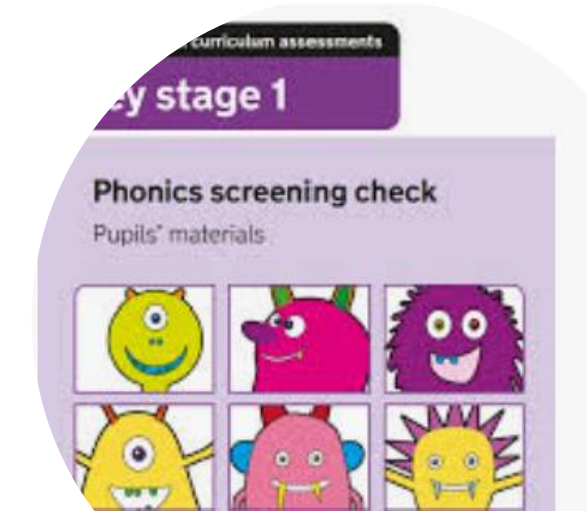 curriculum assessments
ey stage 1
Phonics screening check
Pupils' materials